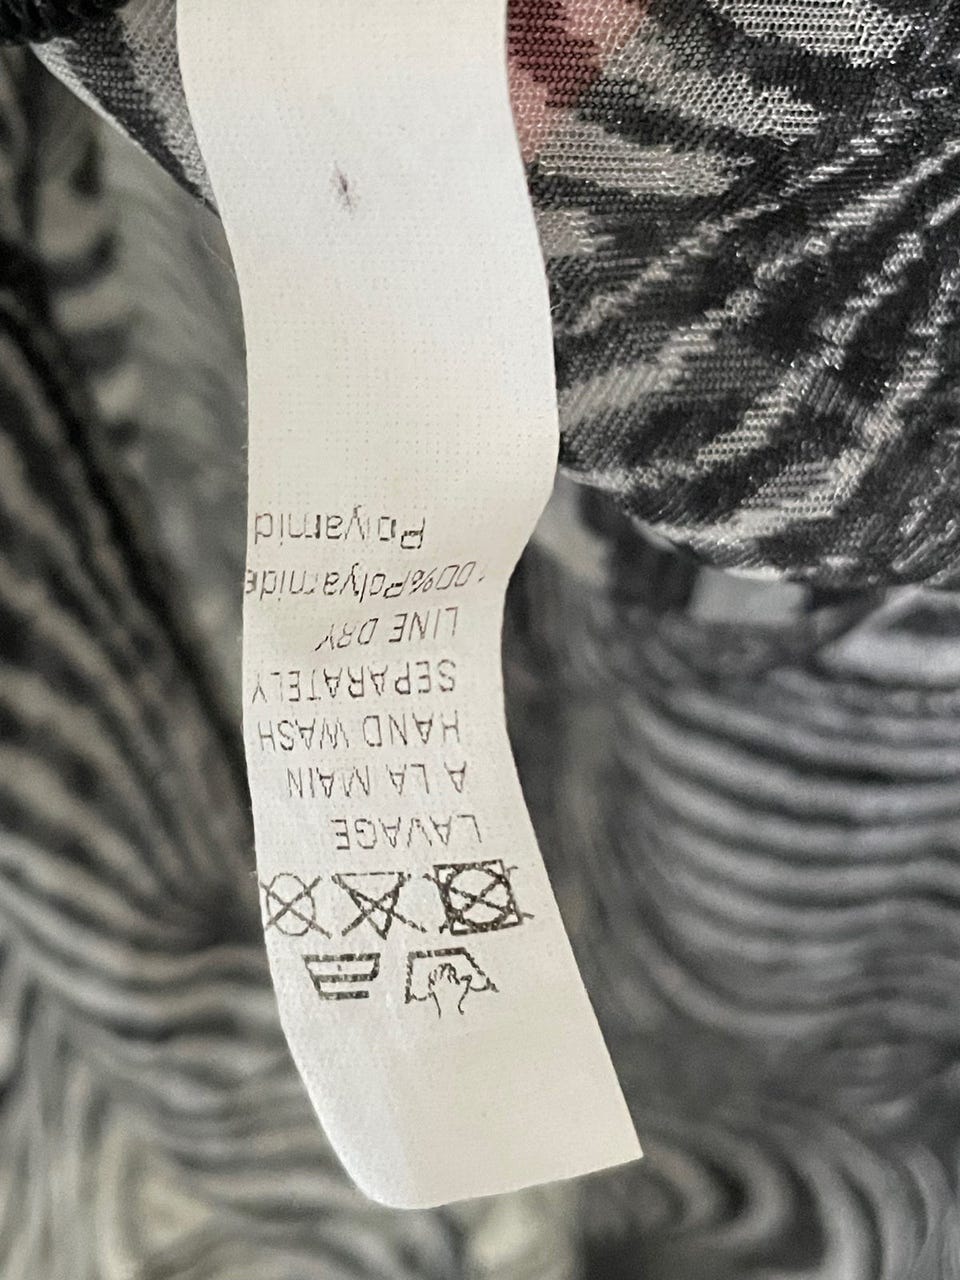 LAVAGE
A LA MAIN
HAND WASH
SEPARATELY
LINE DRY
100%Polyamide
Polyamid